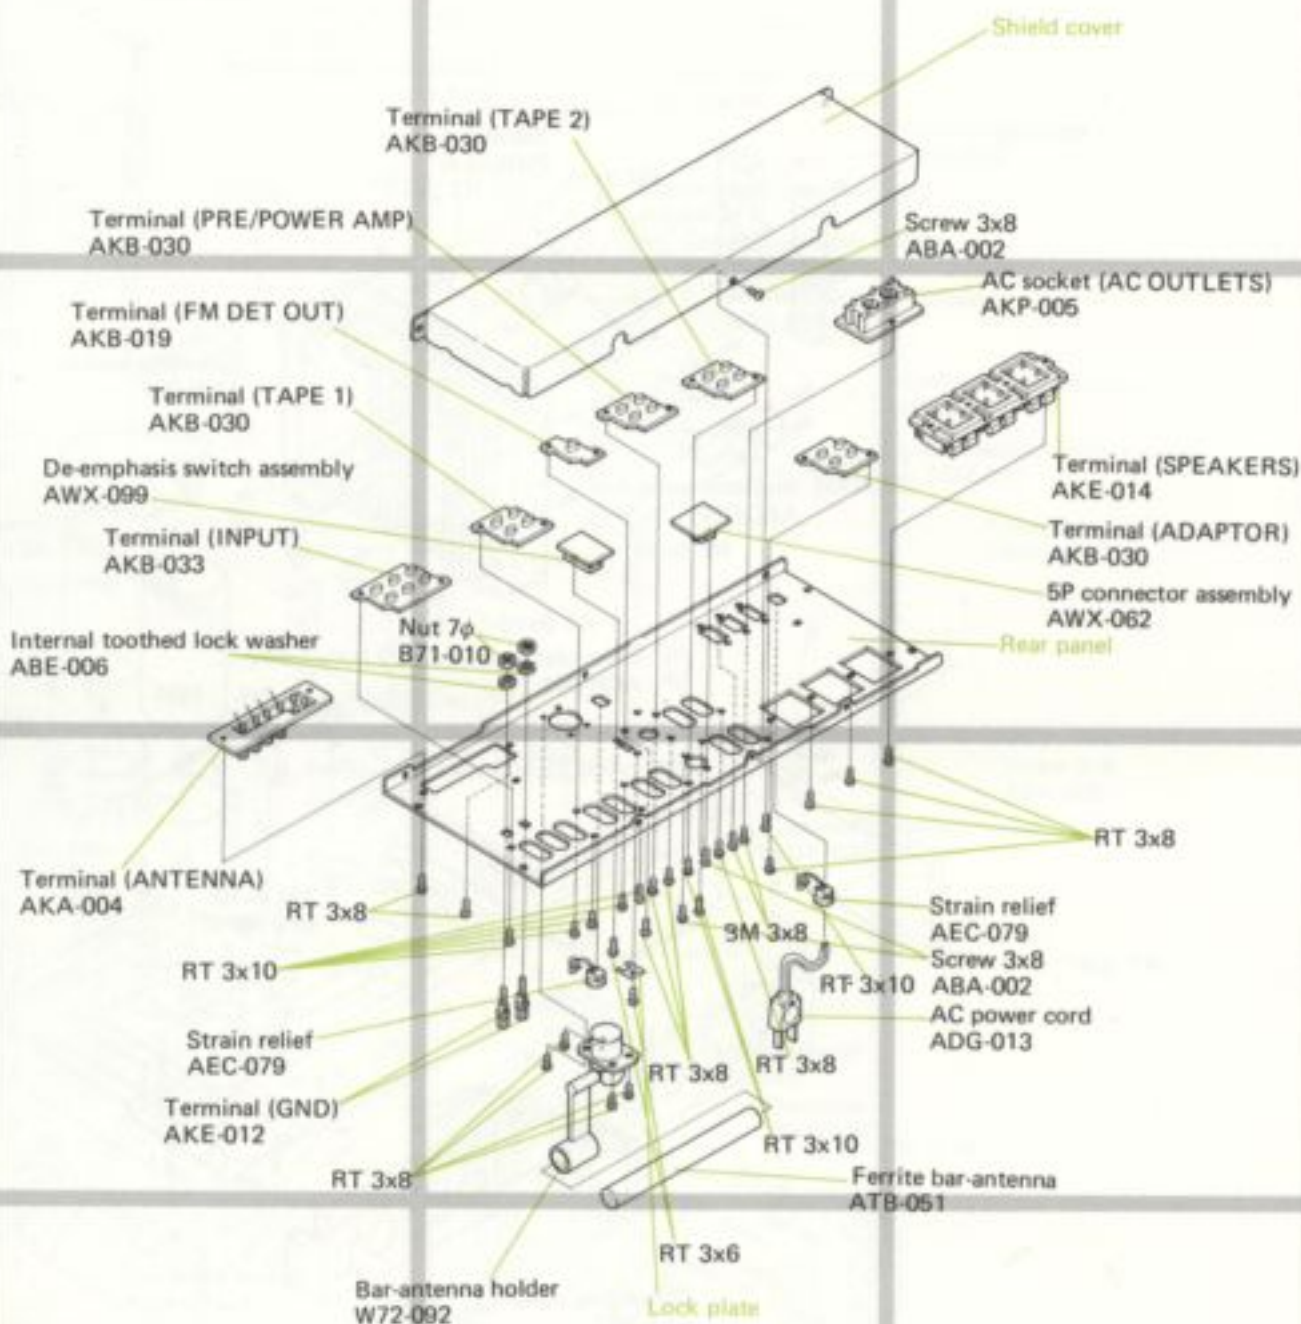 Shield cover
Terminal (TAPE 2)
AKB-030
Terminal (PRE/POWER AMP)
AKB-030
Screw 3x8
ABA-002
AC socket (AC OUTLETS)
AKP-005
Terminal (FM DET OUT)
AKB-019
Terminal (TAPE 1)
AKB-030
De-emphasis switch assembly
AWX-099
Terminal (SPEAKERS)
AKE-014
Terminal (INPUT)
AKB-033
Terminal (ADAPTOR)
AKB-030
5P connector assembly
AWX-062
Nut 7ϕ
B71-010
Internal toothed lock washer
ABE-006
Rear panel
RT 3x8
Terminal (ANTENNA)
AKA-004
RT 3x8
Strain relief
AEC-079
BM 3x8
RT 3x10
Screw 3x8
ABA-002
RT 3x10
AC power cord
ADG-013
Strain relief
AEC-079
RT 3x8
RT 3x8
Terminal (GND)
AKE-012
RT 3x10
RT 3x8
Ferrite bar-antenna
ATB-051
RT 3x6
Bar-antenna holder
W72-092
Lock plate